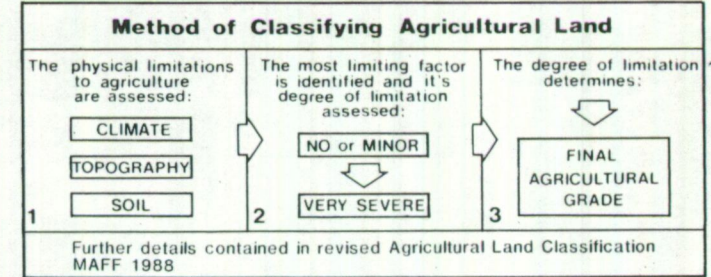 Method of Classifying Agricultural Land
The physical limitations
to agriculture
are assessed:
CLIMATE
TOPOGRAPHY
SOIL
1
The most limiting factor
is identified and it's
degree of limitation
assessed:
NO or MINOR
VERY SEVERE
2
The degree of limitation
determines:
FINAL
AGRICULTURAL
GRADE
3
Further details contained in revised Agricultural Land Classification
MAFF 1988